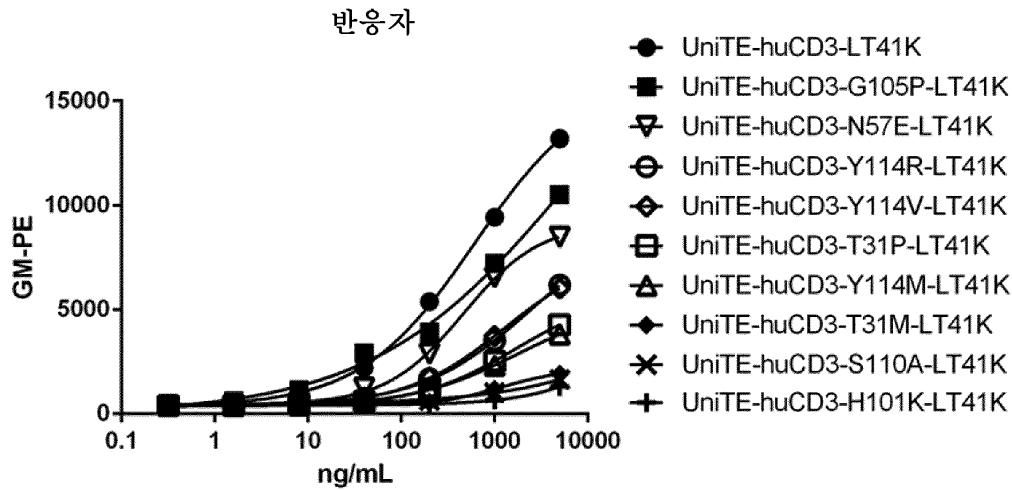 반응자
UniTE-huCD3-LT41K
UniTE-huCD3-G105P-LT41K
UniTE-huCD3-N57E-LT41K
UniTE-huCD3-Y114R-LT41K
UniTE-huCD3-Y114V-LT41K
UniTE-huCD3-T31P-LT41K
UniTE-huCD3-Y114M-LT41K
UniTE-huCD3-T31M-LT41K
UniTE-huCD3-S110A-LT41K
UniTE-huCD3-H101K-LT41K
GM-PE
15000
10000
5000
0
0.1 1 10 100 1000 10000
ng/mL